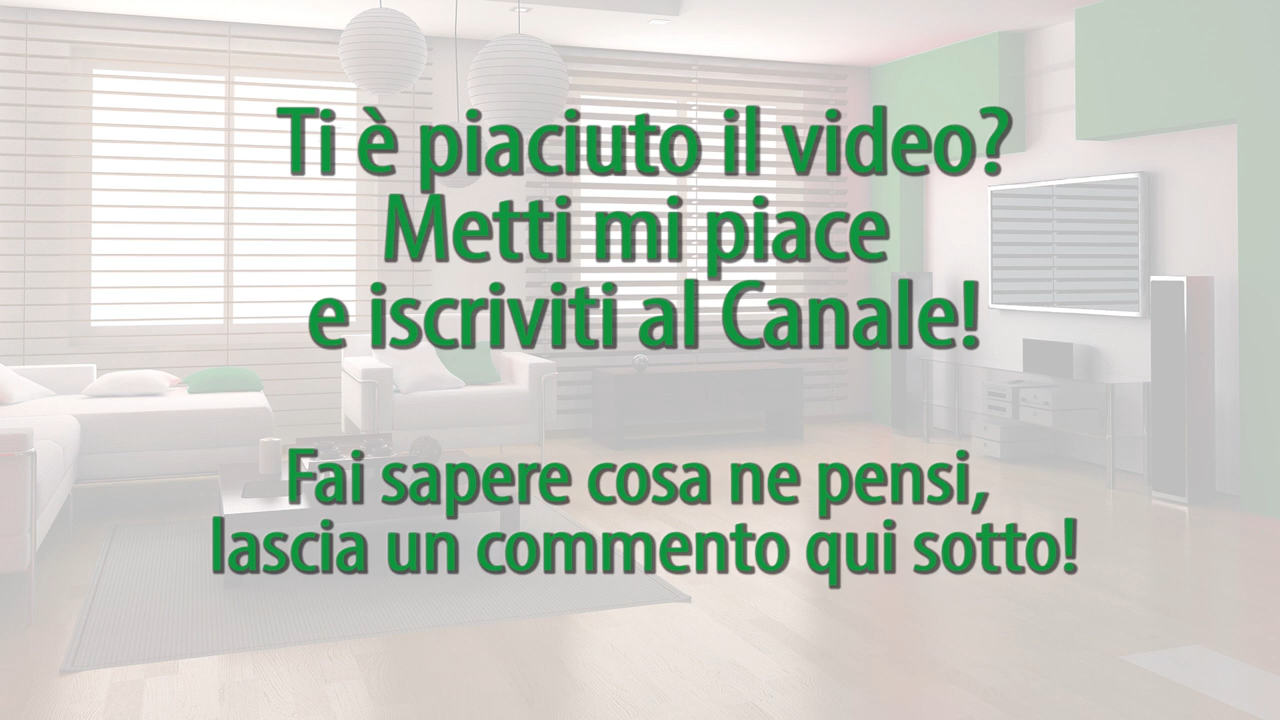 Ti è piaciuto il video?
Metti mi piace
e iscriviti al Canale!
Fai sapere cosa ne pensi,
lascia un commento qui sotto!